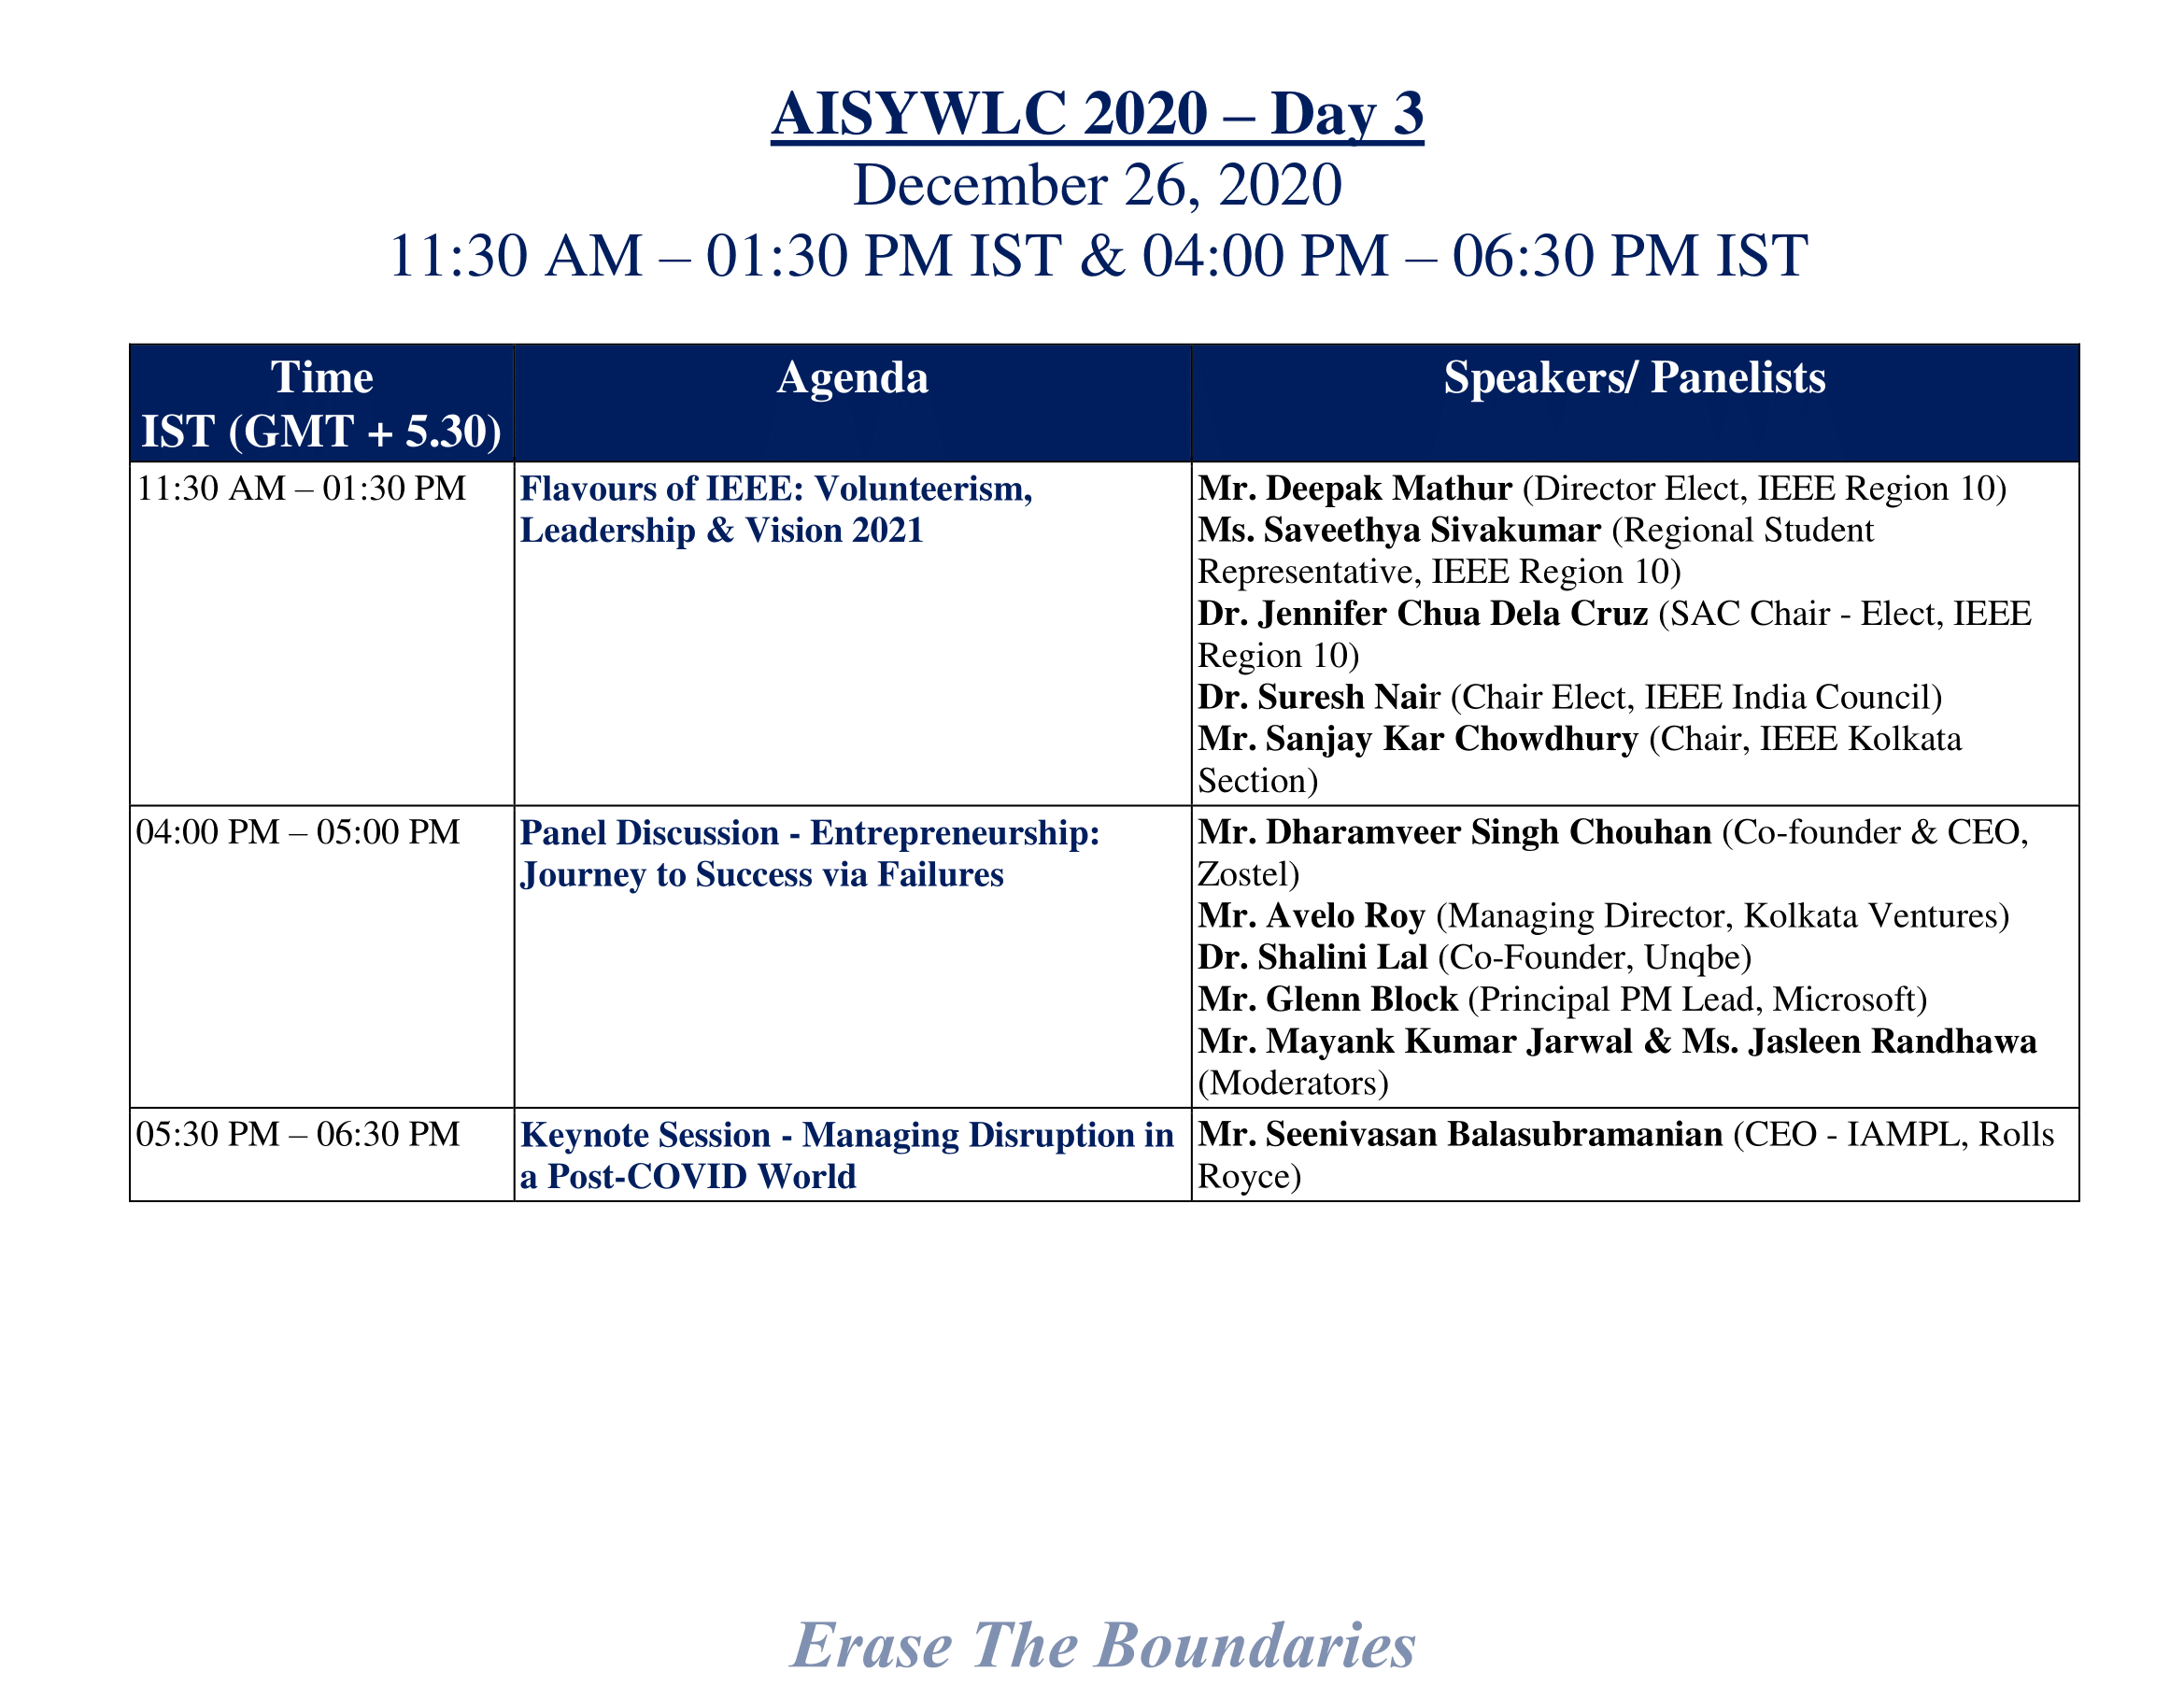 AISYWLC 2020 – Day 3
December 26, 2020
11:30 AM – 01:30 PM IST & 04:00 PM – 06:30 PM IST
Time
IST (GMT + 5.30)
Agenda
Speakers/ Panelists
11:30 AM – 01:30 PM
Flavours of IEEE: Volunteerism,
Leadership & Vision 2021
Mr. Deepak Mathur (Director Elect, IEEE Region 10)
Ms. Saveethya Sivakumar (Regional Student
Representative, IEEE Region 10)
Dr. Jennifer Chua Dela Cruz (SAC Chair - Elect, IEEE
Region 10)
Dr. Suresh Nair (Chair Elect, IEEE India Council)
Mr. Sanjay Kar Chowdhury (Chair, IEEE Kolkata
Section)
04:00 PM – 05:00 PM
Panel Discussion - Entrepreneurship:
Journey to Success via Failures
Mr. Dharamveer Singh Chouhan (Co-founder & CEO,
Zostel)
Mr. Avelo Roy (Managing Director, Kolkata Ventures)
Dr. Shalini Lal (Co-Founder, Unqbe)
Mr. Glenn Block (Principal PM Lead, Microsoft)
Mr. Mayank Kumar Jarwal & Ms. Jasleen Randhawa
(Moderators)
05:30 PM – 06:30 PM
Keynote Session - Managing Disruption in
a Post-COVID World
Mr. Seenivasan Balasubramanian (CEO - IAMPL, Rolls
Royce)
Erase The Boundaries